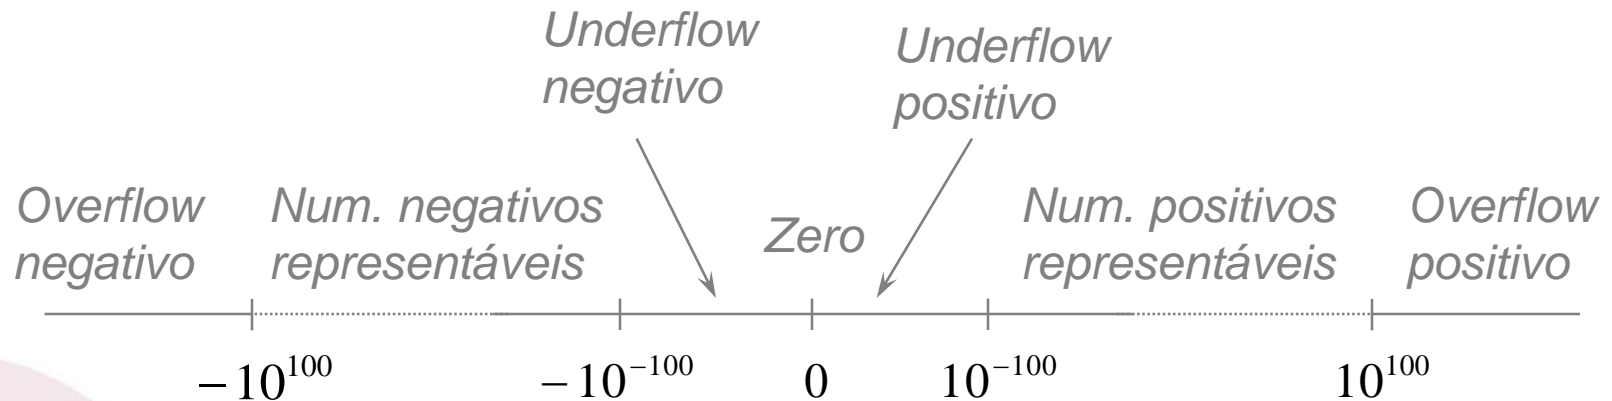 Underflow
negativo
Underflow
positivo
Overflow
negativo
Num. negativos
representáveis
Zero
Num. positivos
representáveis
Overflow
positivo
−10^100
−10^−100
0
10^−100
10^100